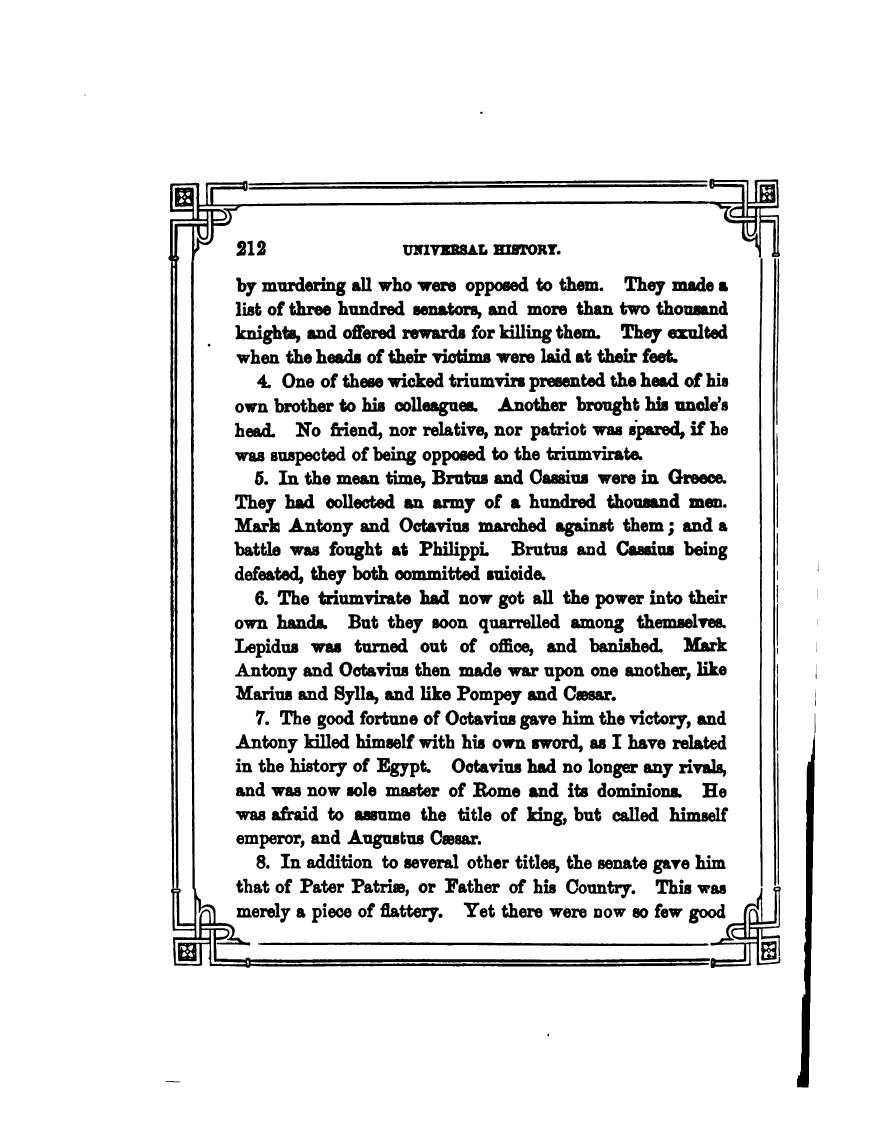 212 UNIVERSAL HISTORY.
by murdering all who were opposed to them. They made a
list of three hundred senators, and more than two thousand
knights, and offered rewards for killing them. They exulted
when the heads of their victims were laid at their feet.
4. One of these wicked triumvirs presented the head of his
own brother to his colleagues. Another brought his uncle's
head. No friend, nor relative, nor patriot was spared, if he
was suspected of being opposed to the triumvirate.
5. In the mean time, Brutus and Cassius were in Greece.
They had collected an army of a hundred thousand men.
Mark Antony and Octavius marched against them; and a
battle was fought at Philippi. Brutus and Cassius being
defeated, they both committed suicide.
6. The triumvirate had now got all the power into their
own hands. But they soon quarrelled among themselves.
Lepidus was turned out of office, and banished. Mark
Antony and Octavius then made war upon one another, like
Marius and Sylla, and like Pompey and Cæsar.
7. The good fortune of Octavius gave him the victory, and
Antony killed himself with his own sword, as I have related
in the history of Egypt. Octavius had no longer any rivals,
and was now sole master of Rome and its dominions. He
was afraid to assume the title of king, but called himself
emperor, and Augustus Cæsar.
8. In addition to several other titles, the senate gave him
that of Pater Patriæ, or Father of his Country. This was
merely a piece of flattery. Yet there were now so few good